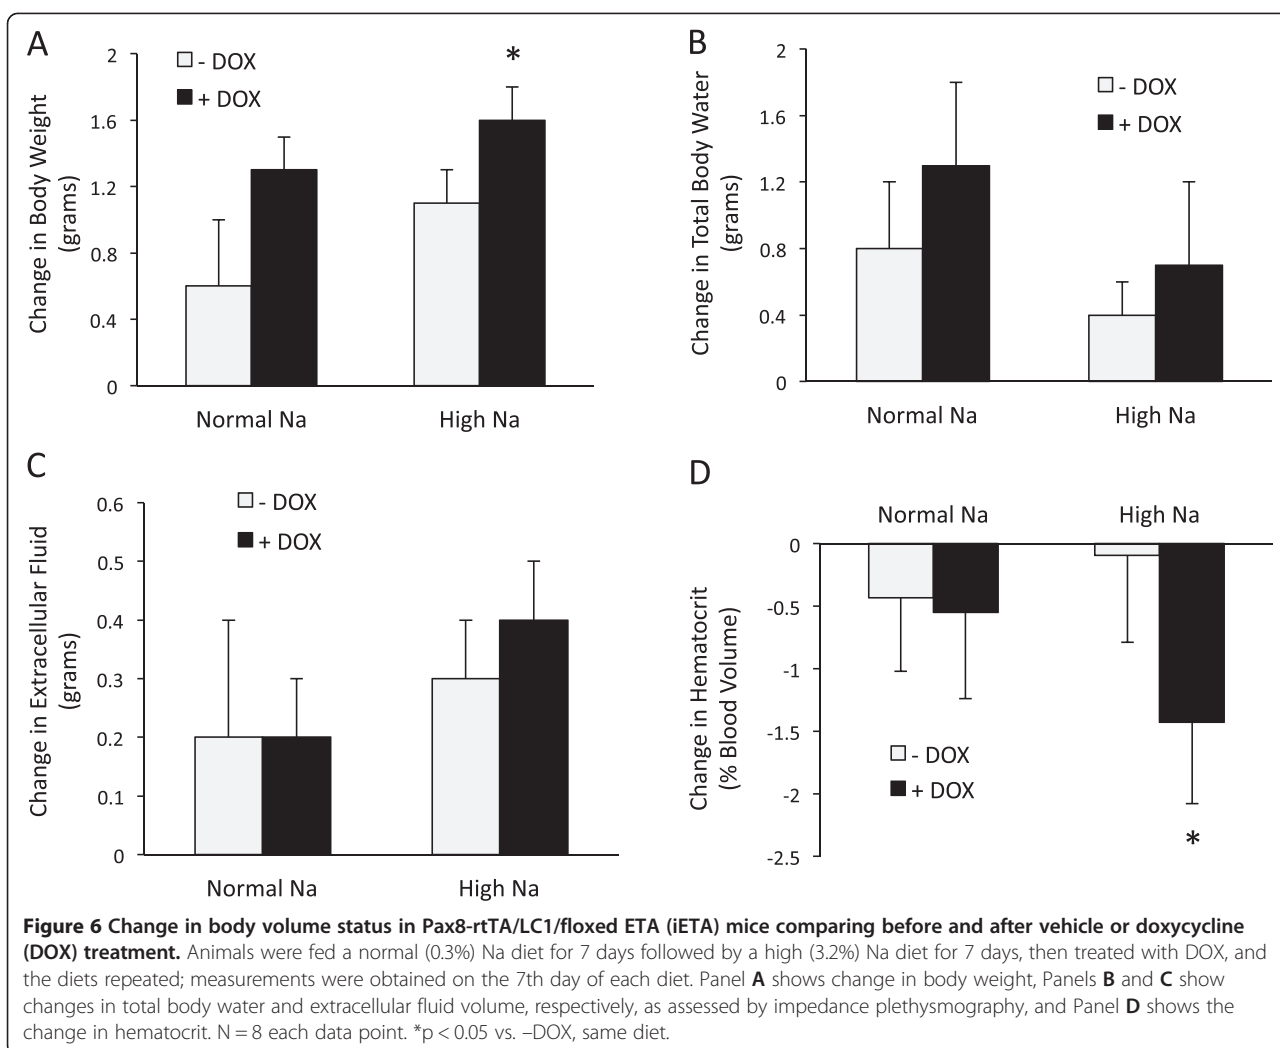 A
2
1.6
1.2
0.8
0.4
0
Change in Body Weight
(grams)
- DOX
+ DOX
*
Normal Na
High Na
B
2
1.6
1.2
0.8
0.4
0
Change in Total Body Water
(grams)
- DOX
+ DOX
Normal Na
High Na
C
0.6
0.5
0.4
0.3
0.2
0.1
0
Change in Extracellular Fluid
(grams)
- DOX
+ DOX
Normal Na
High Na
D
Normal Na
High Na
0
-0.5
-1
-1.5
-2
-2.5
Change in Hematocrit
(% Blood Volume)
- DOX
+ DOX
*
Figure 6 Change in body volume status in Pax8-rtTA/LC1/floxed ETA (iETA) mice comparing before and after vehicle or doxycycline
(DOX) treatment. Animals were fed a normal (0.3%) Na diet for 7 days followed by a high (3.2%) Na diet for 7 days, then treated with DOX, and
the diets repeated; measurements were obtained on the 7th day of each diet. Panel A shows change in body weight, Panels B and C show
changes in total body water and extracellular fluid volume, respectively, as assessed by impedance plethysmography, and Panel D shows the
change in hematocrit. N = 8 each data point. *p < 0.05 vs. –DOX, same diet.